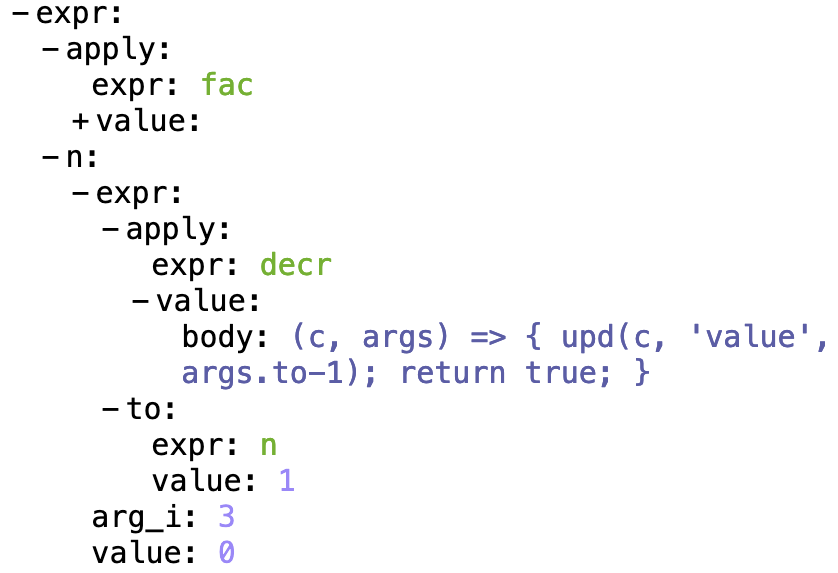 −expr:
−apply:
expr: fac
+value:
−n:
−expr:
−apply:
expr: decr
−value:
body: (c, args) => { upd(c, 'value',
args.to-1); return true; }
−to:
expr: n
value: 1
arg_i: 3
value: 0